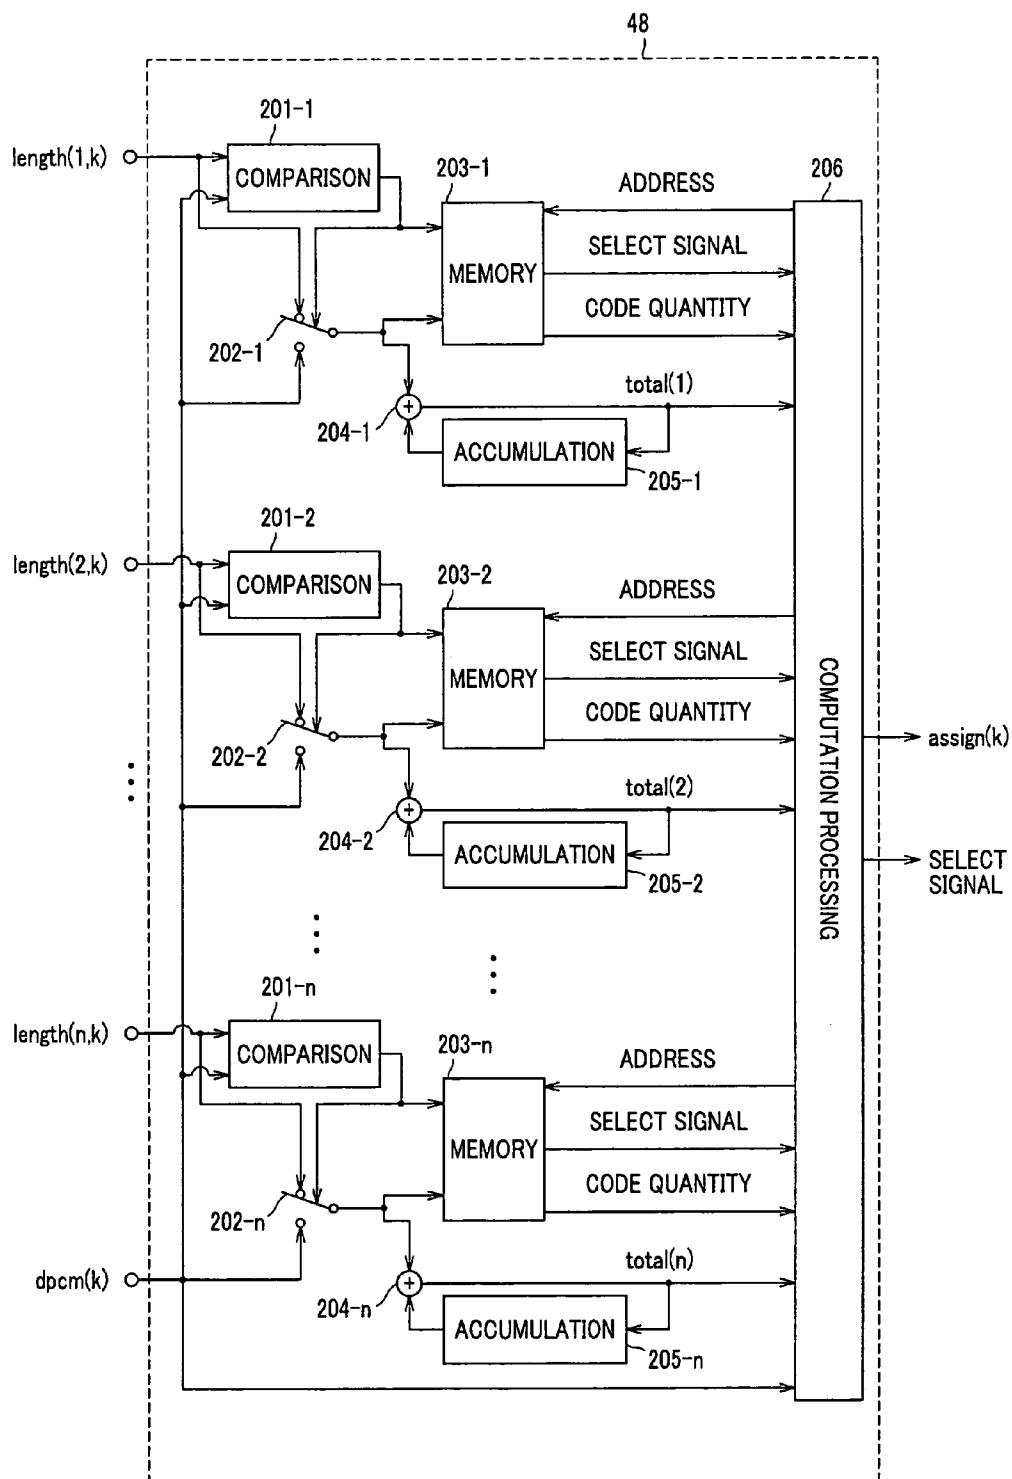 48
201-1
length(1,k)
COMPARISON
203-1
ADDRESS
206
SELECT SIGNAL
MEMORY
CODE QUANTITY
202-1
total(1)
204-1
ACCUMULATION
205-1
201-2
length(2,k)
COMPARISON
203-2
ADDRESS
SELECT SIGNAL
MEMORY
CODE QUANTITY
COMPUTATION PROCESSING
assign(k)
202-2
total(2)
204-2
ACCUMULATION
SELECT
SIGNAL
205-2
201-n
length(n,k)
COMPARISON
203-n
ADDRESS
SELECT SIGNAL
MEMORY
CODE QUANTITY
202-n
total(n)
dpcm(k)
204-n
ACCUMULATION
205-n